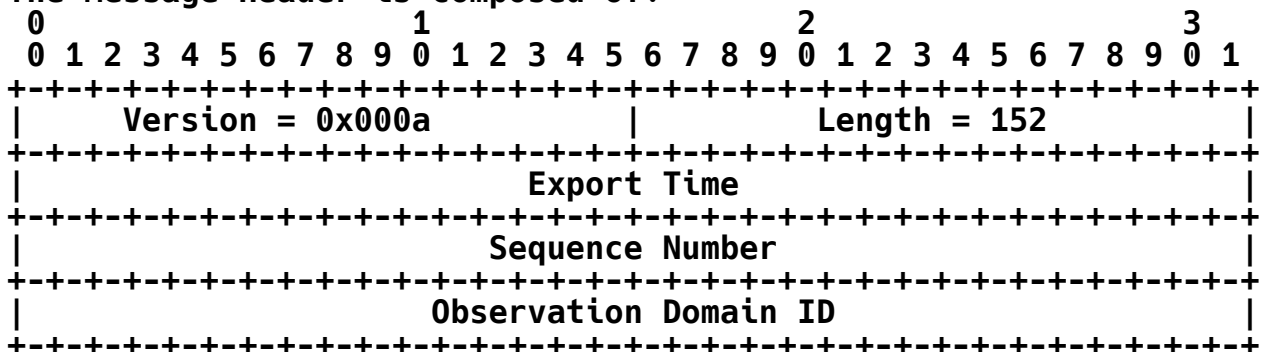 The Message Header is composed of:
 0                   1                   2                   3
 0 1 2 3 4 5 6 7 8 9 0 1 2 3 4 5 6 7 8 9 0 1 2 3 4 5 6 7 8 9 0 1
+-+-+-+-+-+-+-+-+-+-+-+-+-+-+-+-+-+-+-+-+-+-+-+-+-+-+-+-+-+-+-+-+
|     Version = 0x000a          |         Length = 152          |
+-+-+-+-+-+-+-+-+-+-+-+-+-+-+-+-+-+-+-+-+-+-+-+-+-+-+-+-+-+-+-+-+
|                          Export Time                          |
+-+-+-+-+-+-+-+-+-+-+-+-+-+-+-+-+-+-+-+-+-+-+-+-+-+-+-+-+-+-+-+-+
|                        Sequence Number                        |
+-+-+-+-+-+-+-+-+-+-+-+-+-+-+-+-+-+-+-+-+-+-+-+-+-+-+-+-+-+-+-+-+
|                     Observation Domain ID                     |
+-+-+-+-+-+-+-+-+-+-+-+-+-+-+-+-+-+-+-+-+-+-+-+-+-+-+-+-+-+-+-+-+